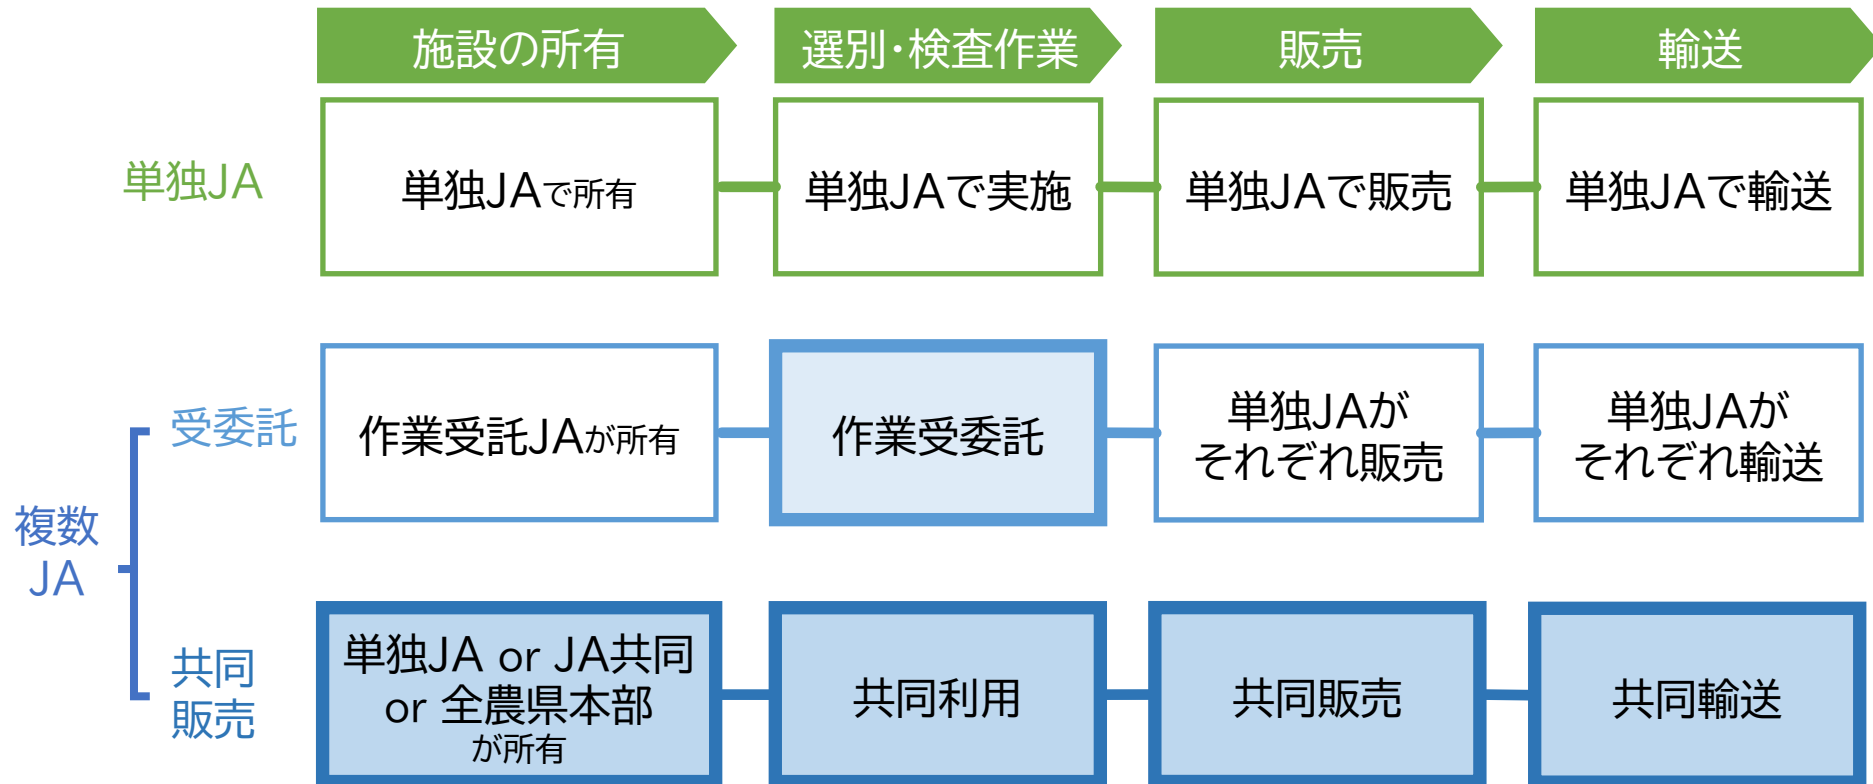 施設の所有
選別・検査作業
販売
輸送
単独JA
単独JAで所有
単独JAで実施
単独JAで販売
単独JAで輸送
複数
JA
受委託
作業受託JAが所有
作業受委託
単独JAが
それぞれ販売
単独JAが
それぞれ輸送
共同
販売
単独JA or JA共同
or 全農県本部
が所有
共同利用
共同販売
共同輸送